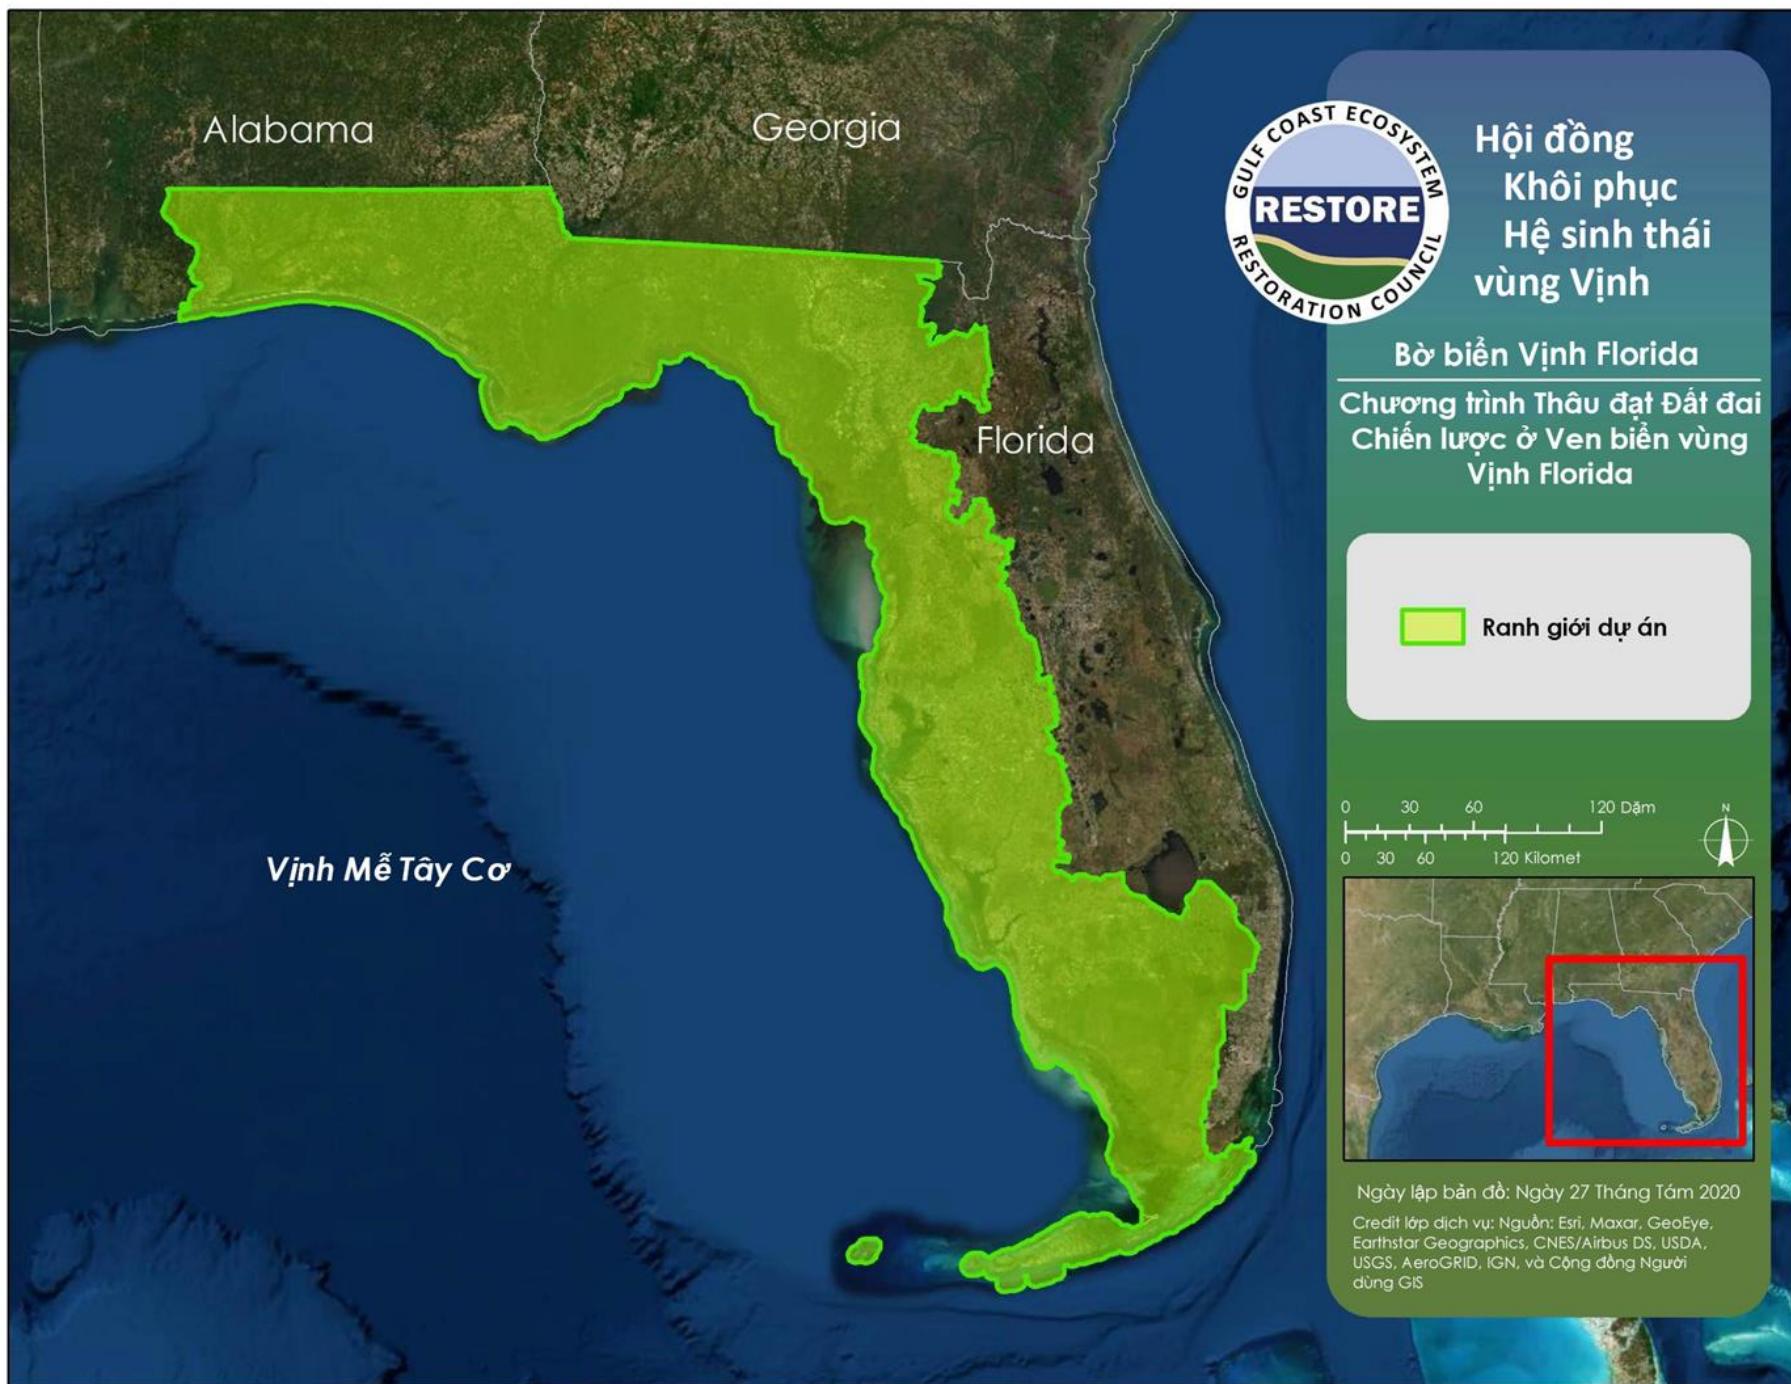 Alabama
Georgia
Florida
Vịnh Mễ Tây Cơ
GULF COAST ECOSYSTEM
RESTORE
RESTORATION COUNCIL
Hội đồng
Khôi phục
Hệ sinh thái
vùng Vịnh
Bờ biển Vịnh Florida
Chương trình Thâu đạt Đất đai
Chiến lược ở Ven biển vùng
Vịnh Florida
Ranh giới dự án
0 30 60 120 Dặm
0 30 60 120 Kilomet
N
Ngày lập bản đồ: Ngày 27 Tháng Tám 2020
Credit lớp dịch vụ: Nguồn: Esri, Maxar, GeoEye,
Earthstar Geographics, CNES/Airbus DS, USDA,
USGS, AeroGRID, IGN, và Cộng đồng Người
dùng GIS